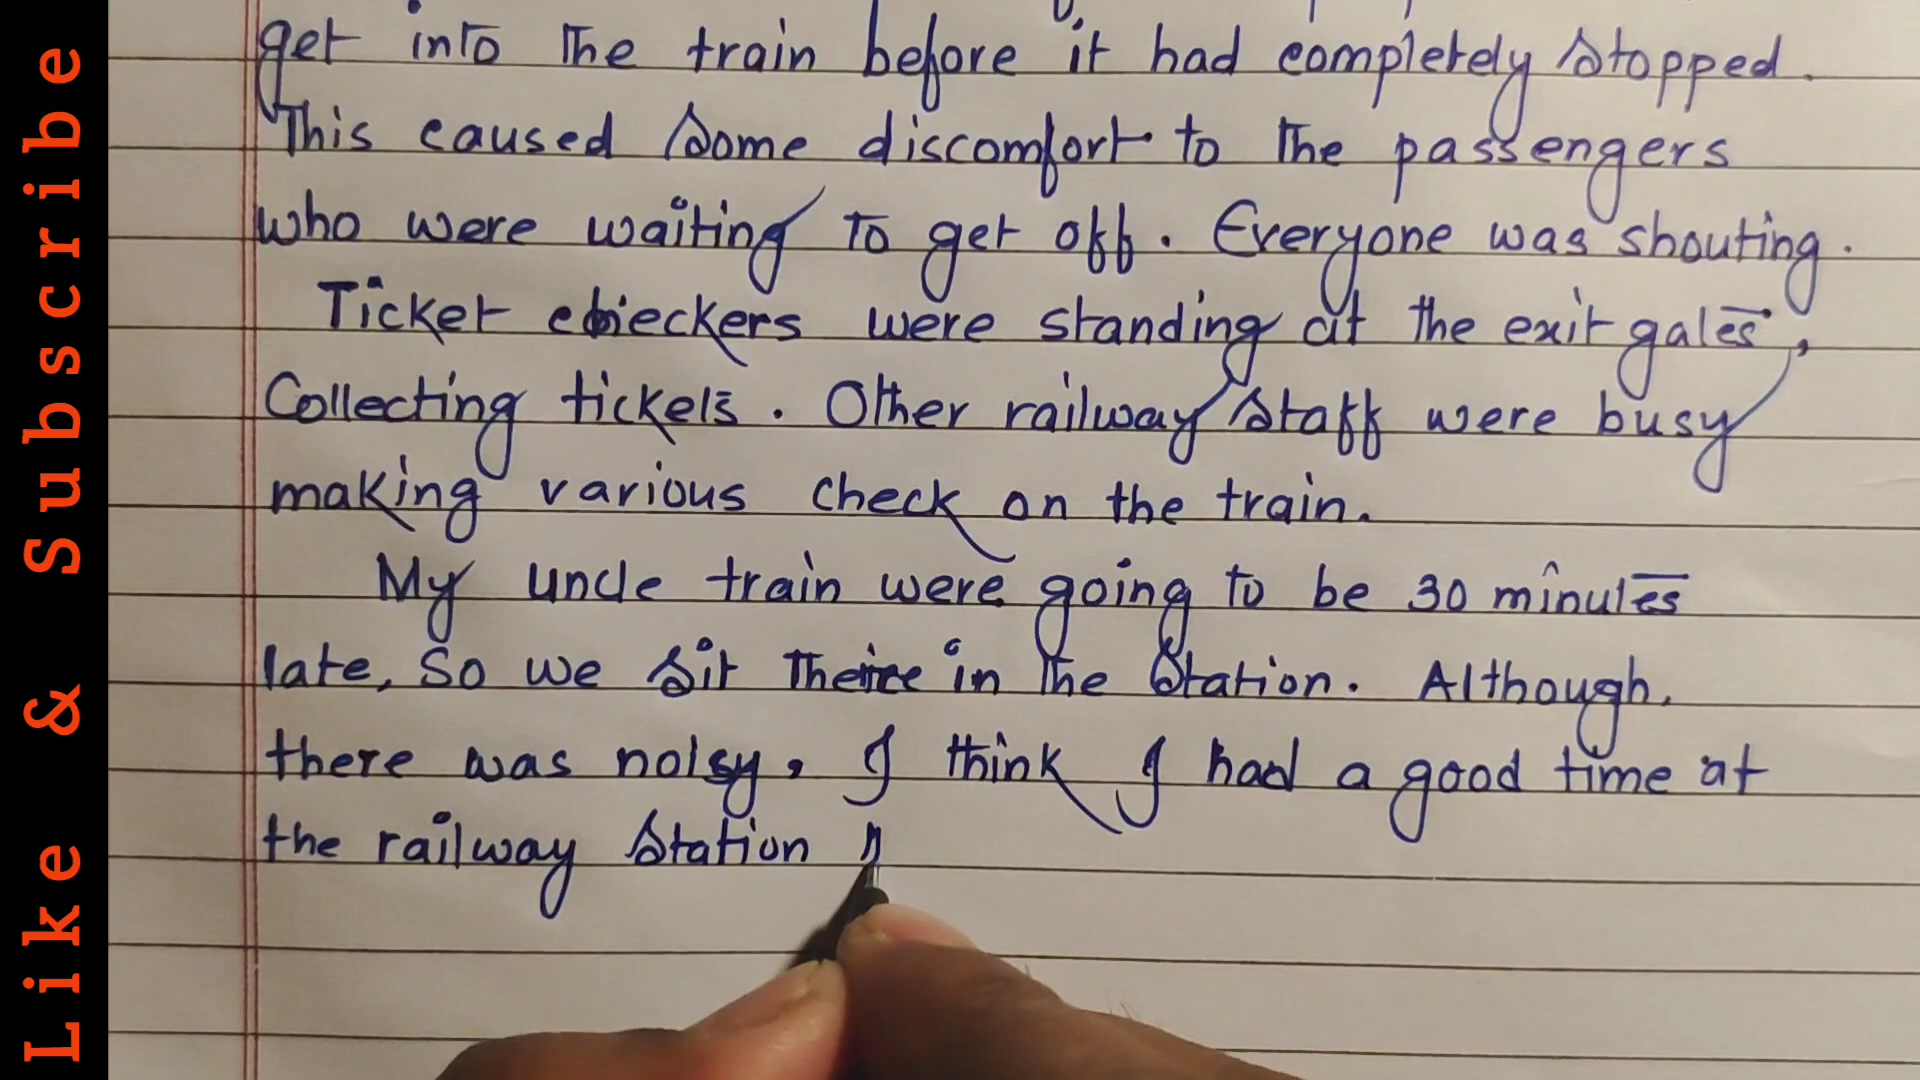 Like & Subscribe
get into the train before it had completely stopped.
This caused some discomfort to the passengers
who were waiting to get off. Everyone was shouting.
Ticket checkers were standing at the exit gates,
Collecting tickets. Other railway staff were busy
making various check on the train.
My uncle train were going to be 30 minutes
late, So we sit there in the Station. Although,
there was noisy, I think I had a good time at
the railway station